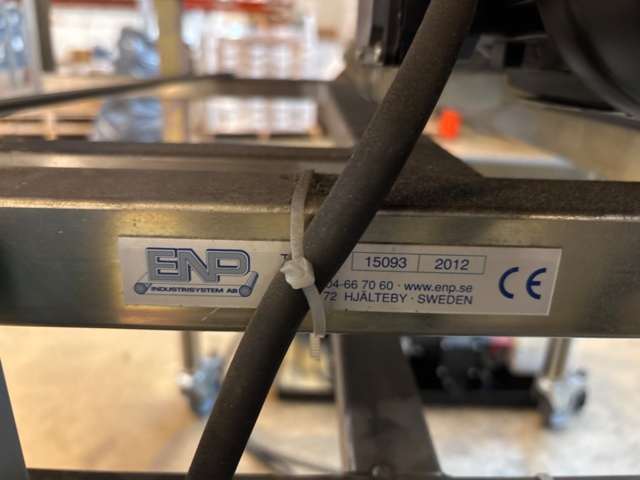 ENP
INDUSTRISYSTEM AB
15093 2012
04-66 70 60 · www.enp.se
72 HJÄLTEBY · SWEDEN
CE